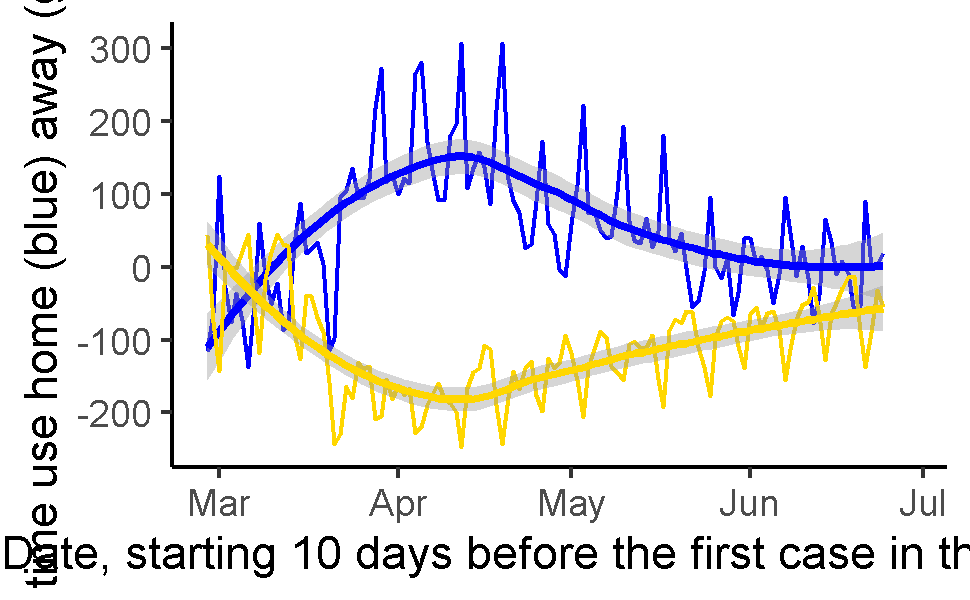 time use home (blue) away (
300
200
100
0
-100
-200
Mar Apr May Jun Jul
Date, starting 10 days before the first case in th